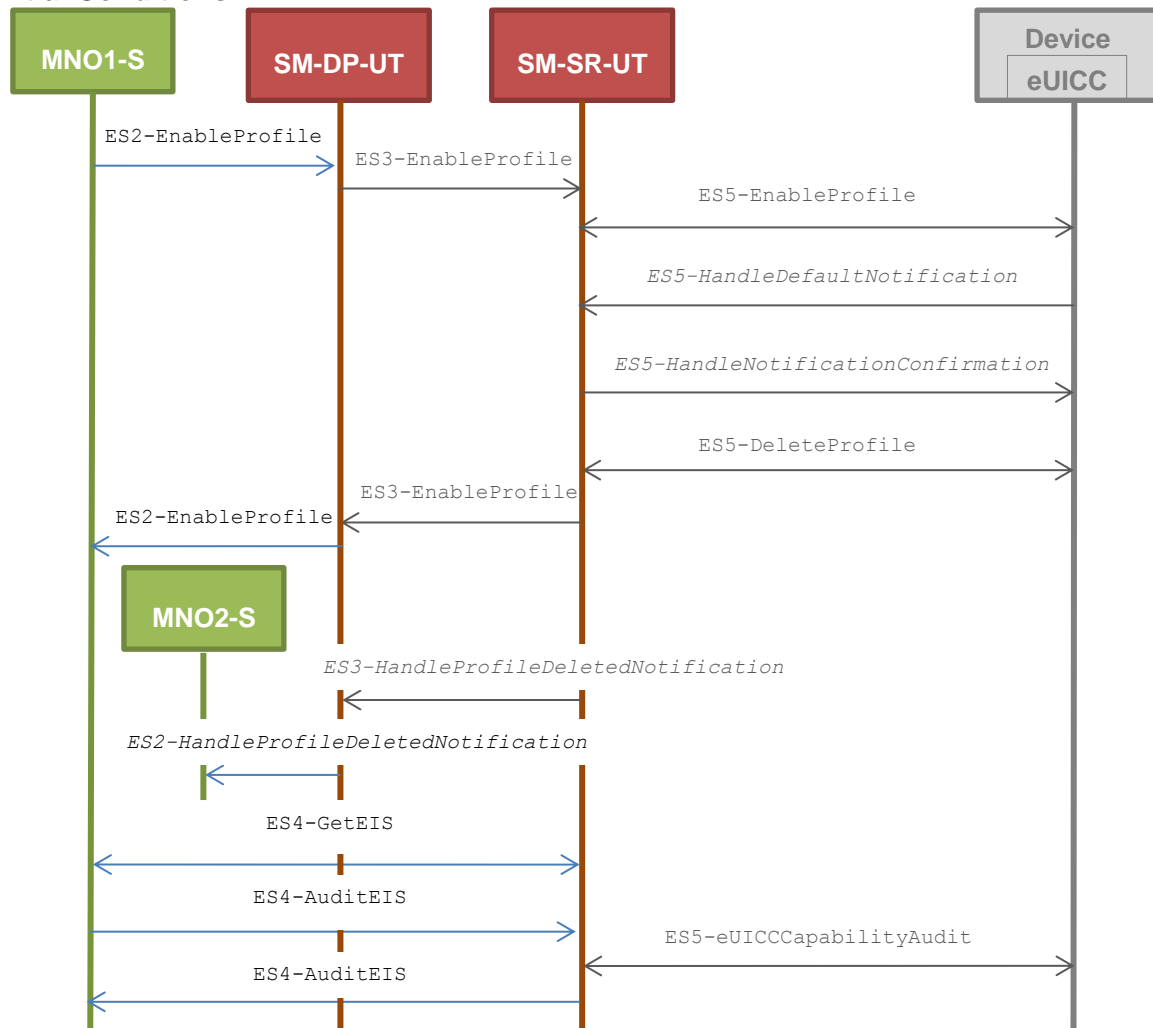 MNO1-S
SM-DP-UT
SM-SR-UT
Device
eUICC
ES2-EnableProfile
ES3-EnableProfile
ES5-EnableProfile
ES5-HandleDefaultNotification
ES5-HandleNotificationConfirmation
ES5-DeleteProfile
ES3-EnableProfile
ES2-EnableProfile
MNO2-S
ES3-HandleProfileDeletedNotification
ES2-HandleProfileDeletedNotification
ES4-GetEIS
ES4-AuditEIS
ES5-eUICCCapabilityAudit
ES4-AuditEIS